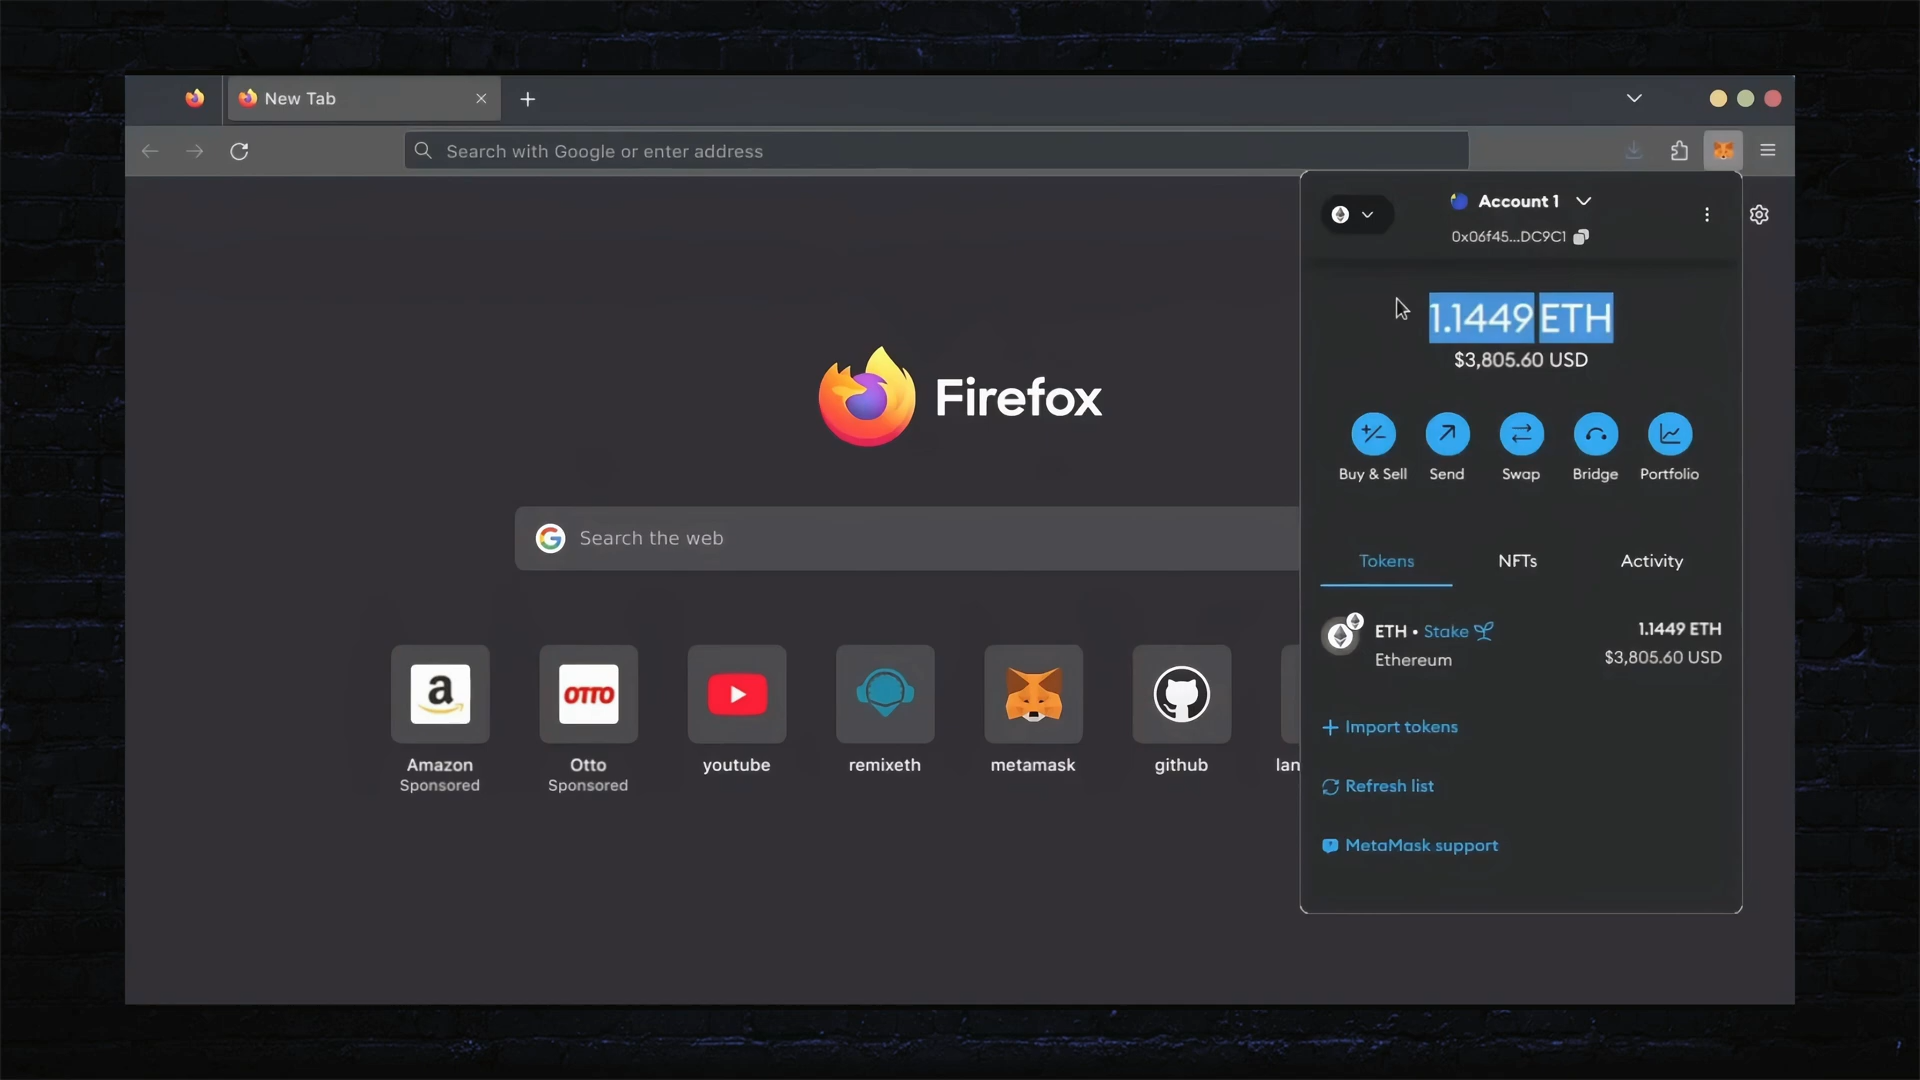 New Tab
Search with Google or enter address
Account 1
0x06f45...DC9C1
1.1449 ETH
$3,805.60 USD
Firefox
Buy & Sell
Send
Swap
Bridge
Portfolio
Search the web
Tokens
NFTs
Activity
ETH • Stake
1.1449 ETH
Ethereum
$3,805.60 USD
a
OTTO
Amazon
Sponsored
Otto
Sponsored
youtube
remixeth
metamask
github
lan
Import tokens
Refresh list
MetaMask support